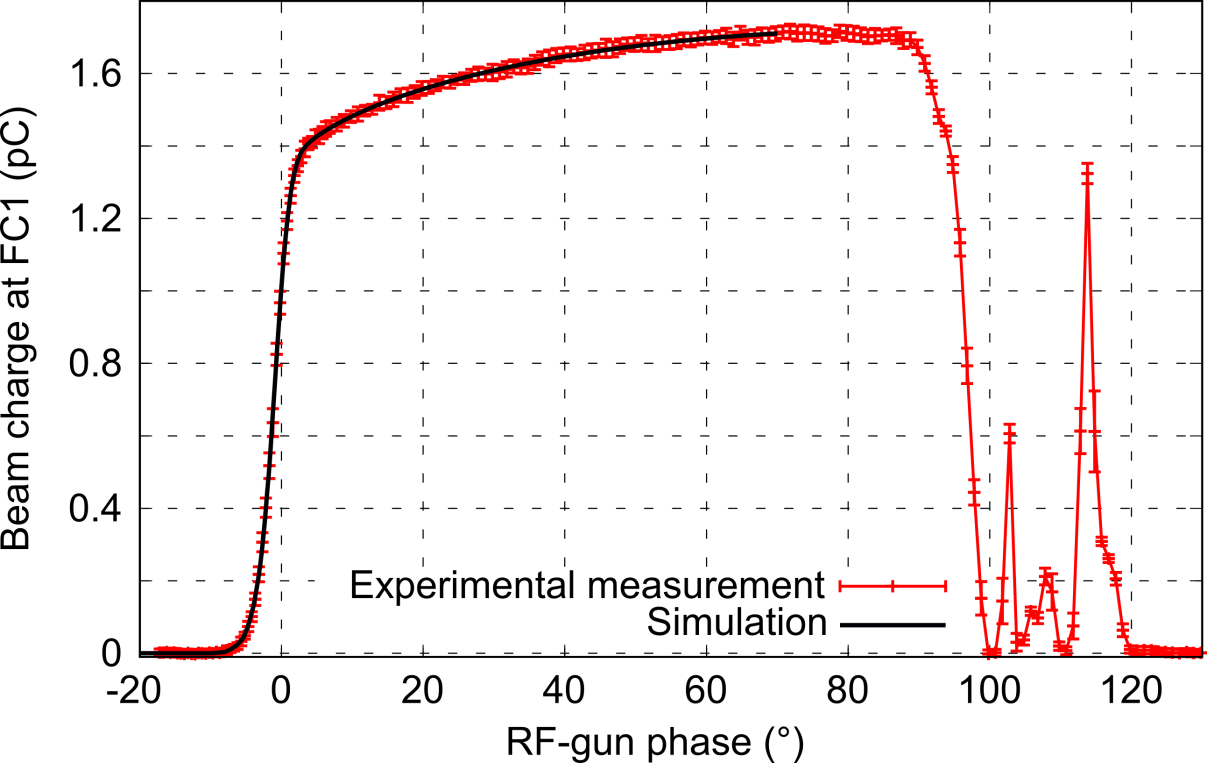 Beam charge at FC1 (pC)
1.6
1.2
0.8
0.4
0
Experimental measurement
Simulation
-20 0 20 40 60 80 100 120
RF-gun phase (°)